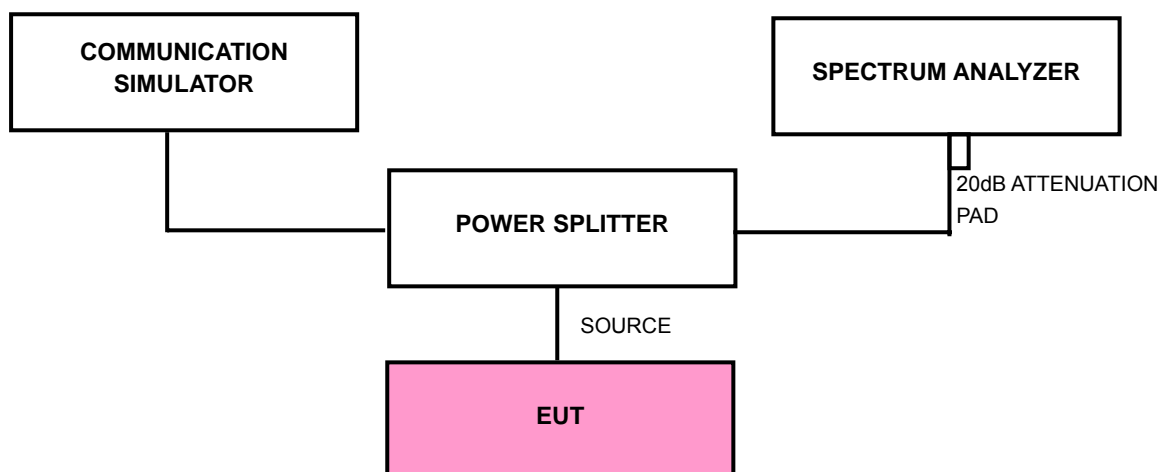 COMMUNICATION
SIMULATOR
SPECTRUM ANALYZER
20dB ATTENUATION
PAD
POWER SPLITTER
SOURCE
EUT